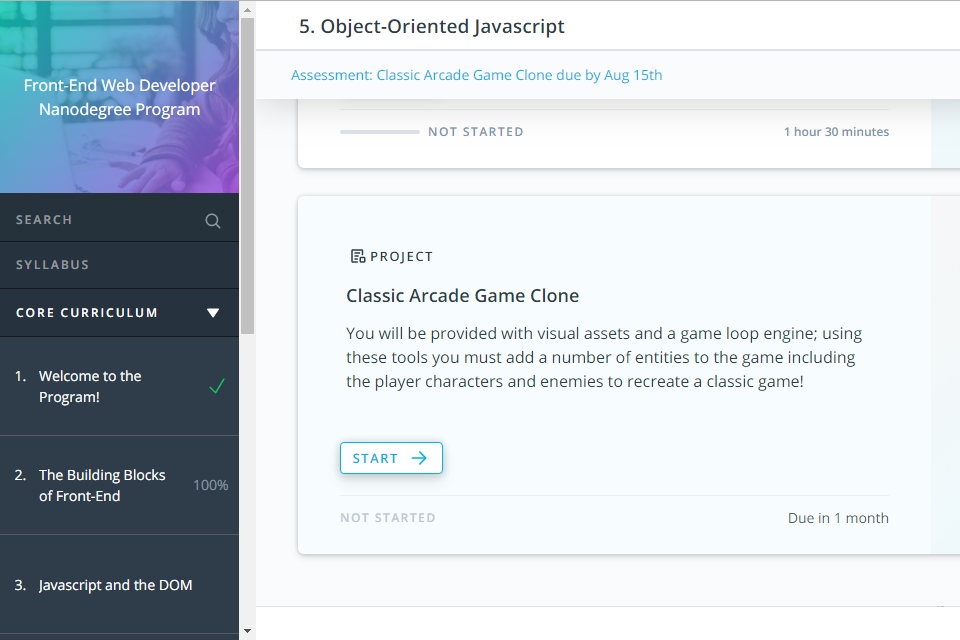 Front-End Web Developer
Nanodegree Program
SEARCH
SYLLABUS
CORE CURRICULUM
1. Welcome to the
Program!
2. The Building Blocks
of Front-End
100%
3. Javascript and the DOM
5. Object-Oriented Javascript
Assessment: Classic Arcade Game Clone due by Aug 15th
NOT STARTED
1 hour 30 minutes
PROJECT
Classic Arcade Game Clone
You will be provided with visual assets and a game loop engine; using
these tools you must add a number of entities to the game including
the player characters and enemies to recreate a classic game!
START
NOT STARTED
Due in 1 month